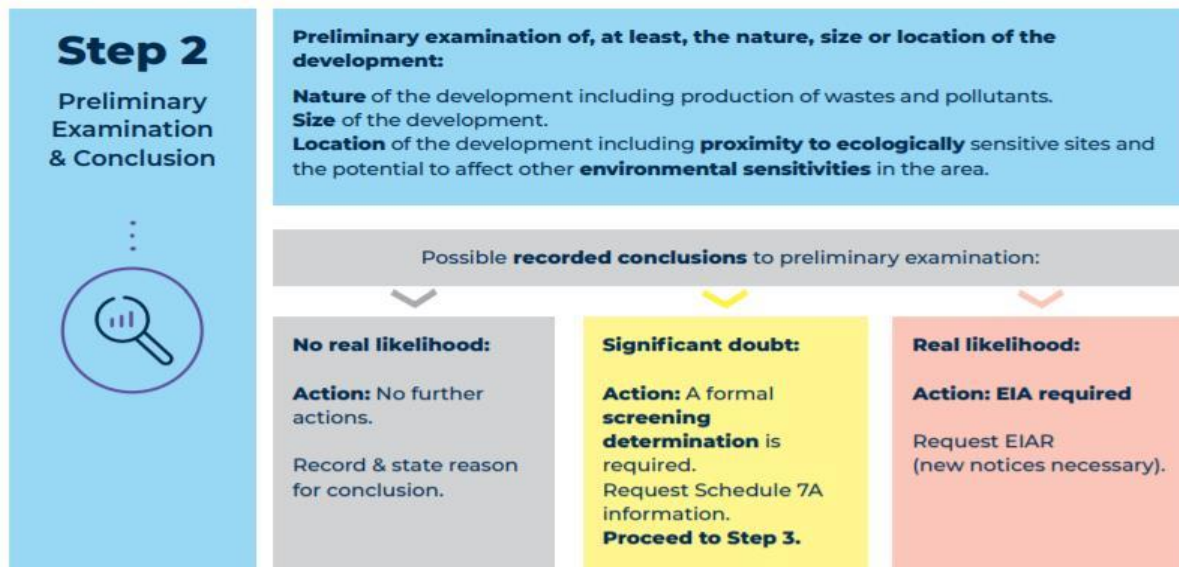 Step 2
Preliminary
Examination
& Conclusion
Preliminary examination of, at least, the nature, size or location of the
development:
Nature of the development including production of wastes and pollutants.
Size of the development.
Location of the development including proximity to ecologically sensitive sites and
the potential to affect other environmental sensitivities in the area.
Possible recorded conclusions to preliminary examination:
No real likelihood:
Action: No further
actions.
Record & state reason
for conclusion.
Significant doubt:
Action: A formal
screening
determination is
required.
Request Schedule 7A
information.
Proceed to Step 3.
Real likelihood:
Action: EIA required
Request EIAR
(new notices necessary).